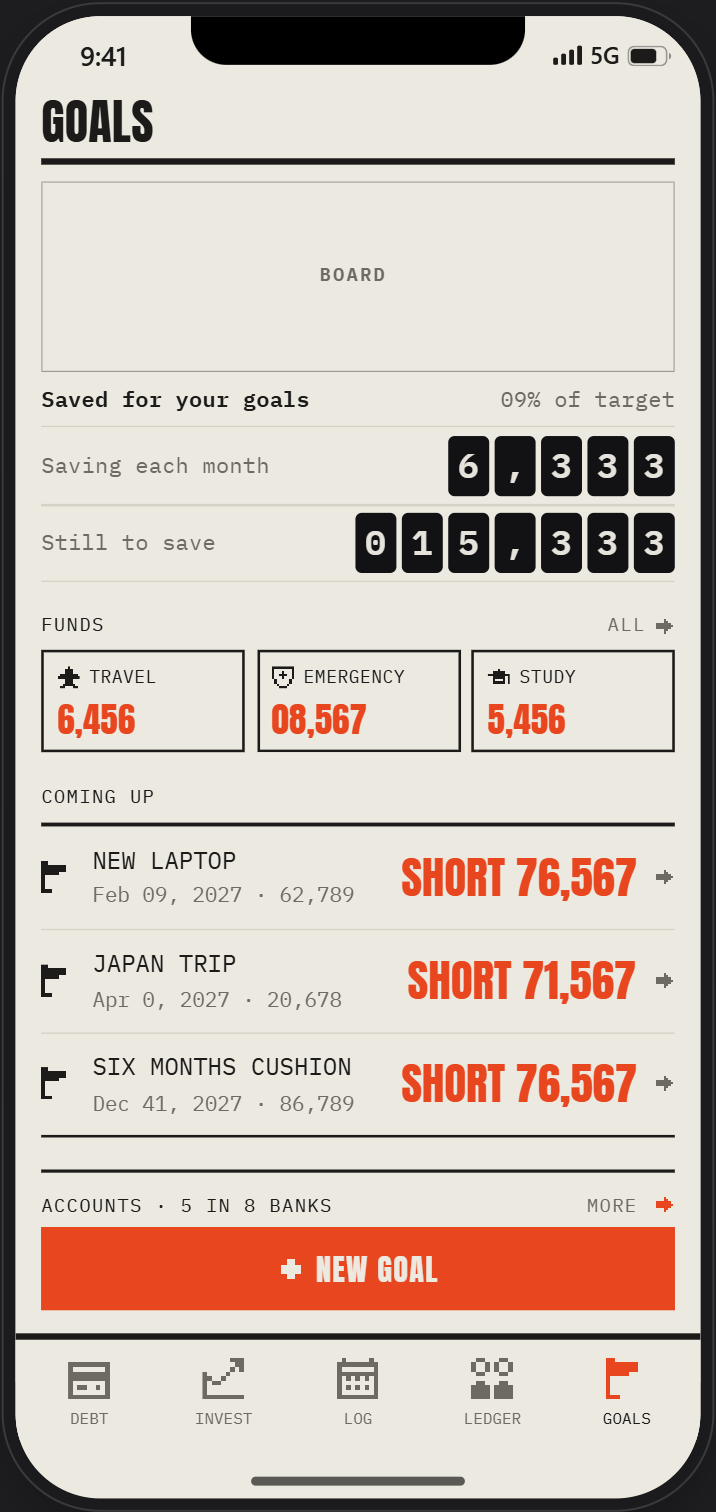 9:41 5G
GOALS
BOARD
Saved for your goals 09% of target
Saving each month 6,333
Still to save 015,333
FUNDS ALL
TRAVEL EMERGENCY STUDY
6,456 08,567 5,456
COMING UP
NEW LAPTOP SHORT 76,567
Feb 09, 2027 · 62,789
JAPAN TRIP SHORT 71,567
Apr 0, 2027 · 20,678
SIX MONTHS CUSHION SHORT 76,567
Dec 41, 2027 · 86,789
ACCOUNTS · 5 IN 8 BANKS MORE
NEW GOAL
DEBT INVEST LOG LEDGER GOALS